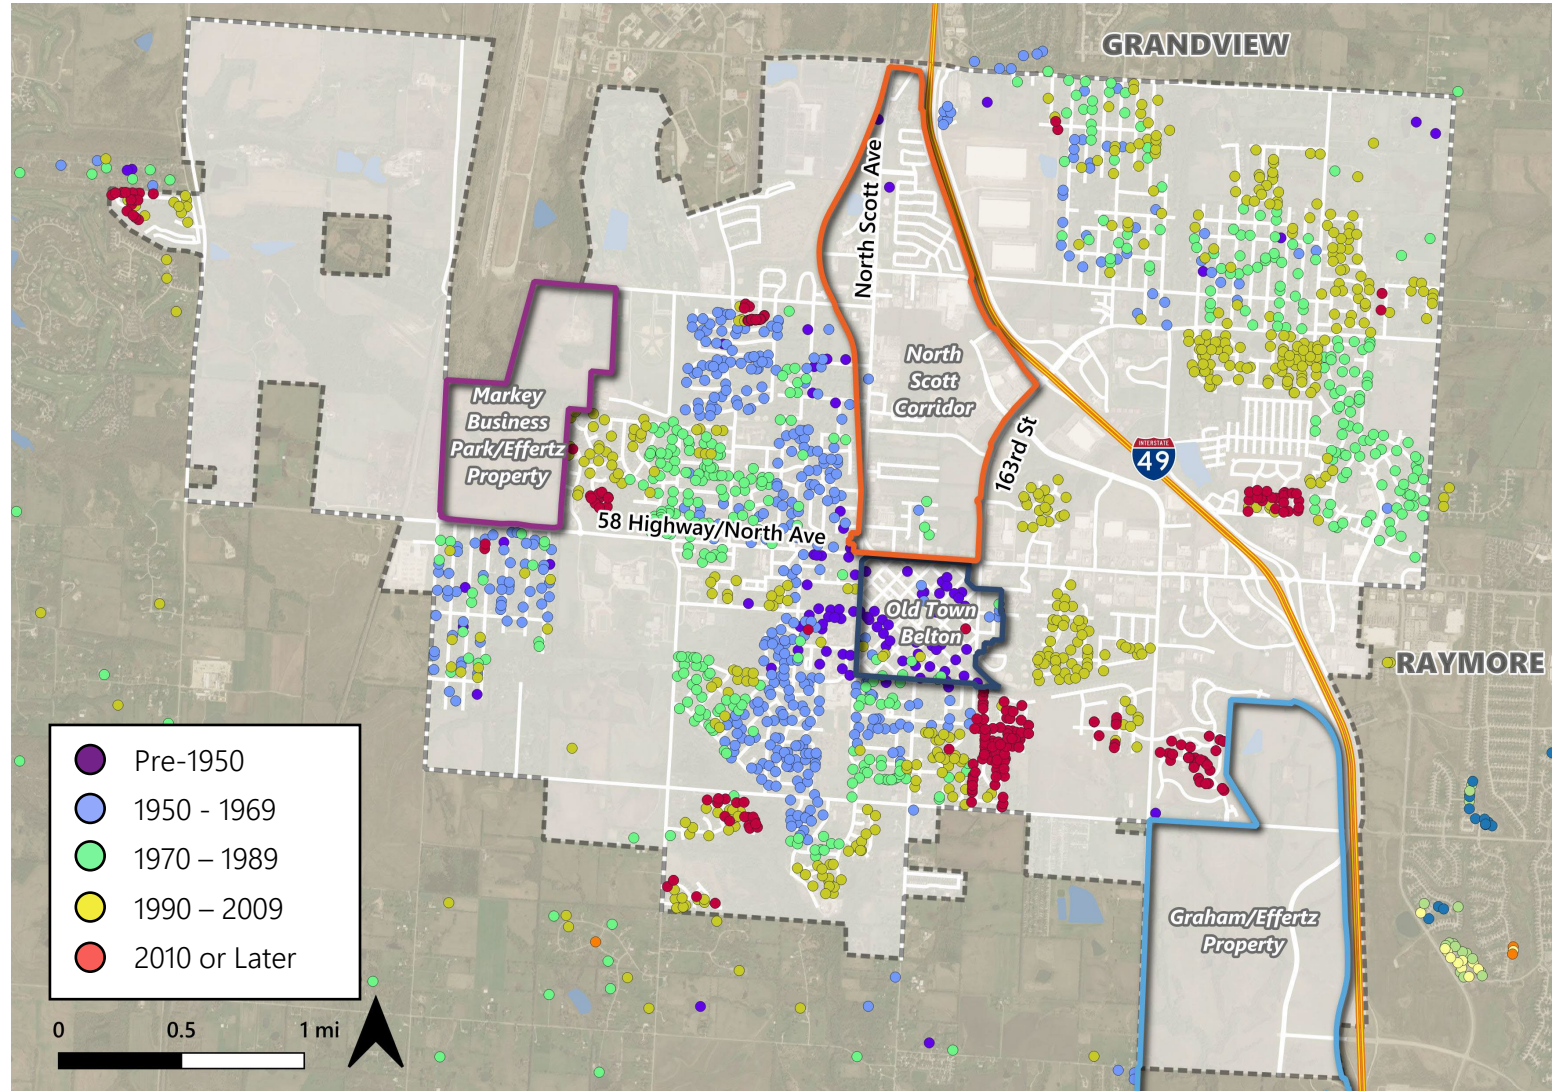 GRANDVIEW
North Scott Ave
North
Scott
Corridor
Markey
Business
Park/Effertz
Property
163rd St
INTERSTATE
49
58 Highway/North Ave
Old Town
Belton
RAYMORE
Graham/Effertz
Property
Pre-1950
1950 - 1969
1970 – 1989
1990 – 2009
2010 or Later
0 0.5 1 mi